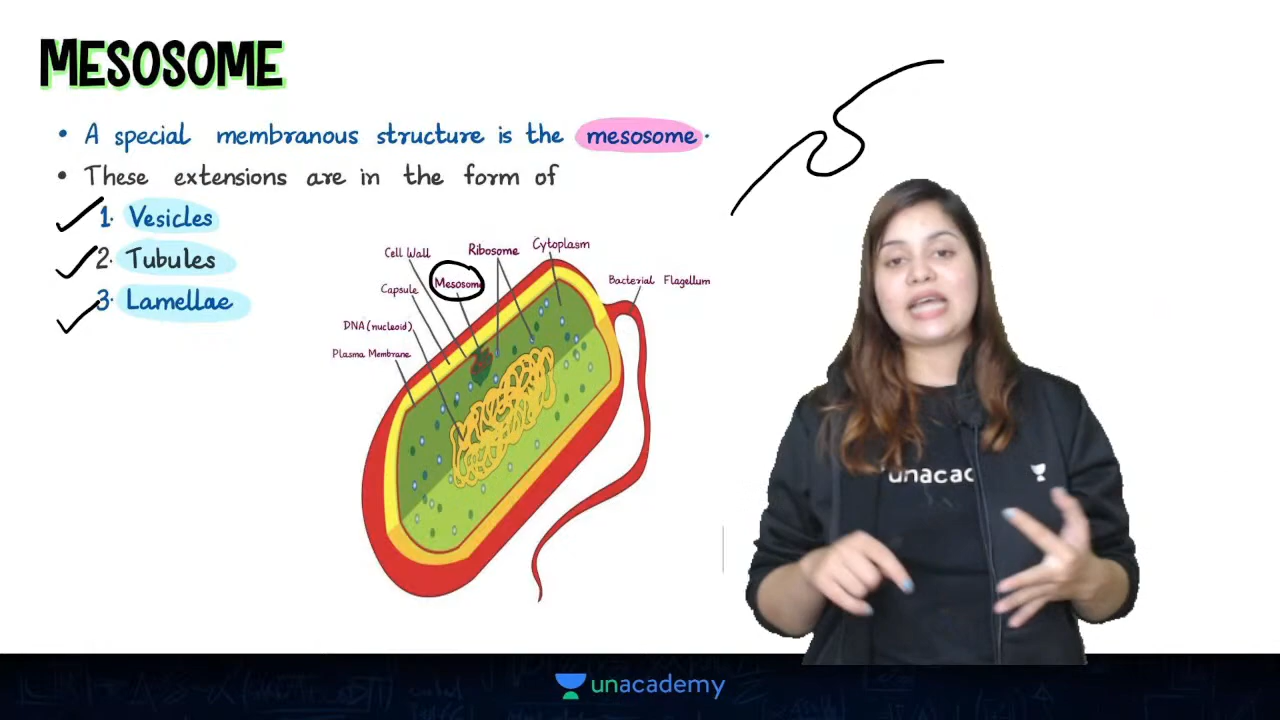 MESOSOME
• A special membranous structure is the mesosome.
• These extensions are in the form of
1. Vesicles
2. Tubules
3. Lamellae
Cell Wall
Ribosome
Cytoplasm
Mesosome
Bacterial Flagellum
Capsule
DNA (nucleoid)
Plasma Membrane
unacad
unacademy